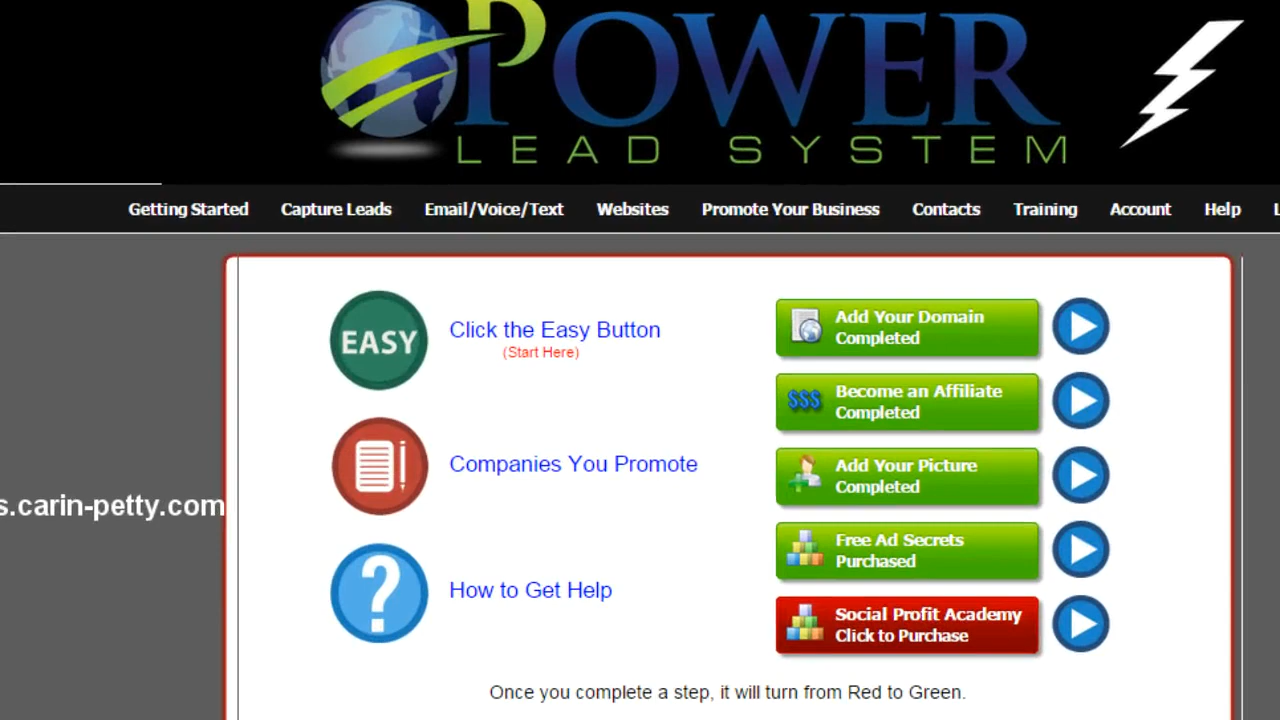 POWER
LEAD SYSTEM
Getting Started Capture Leads Email/Voice/Text Websites Promote Your Business Contacts Training Account Help
EASY
Click the Easy Button
(Start Here)
Companies You Promote
How to Get Help
s.carin-petty.com
Add Your Domain
Completed
$$$
Become an Affiliate
Completed
Add Your Picture
Completed
Free Ad Secrets
Purchased
Social Profit Academy
Click to Purchase
Once you complete a step, it will turn from Red to Green.